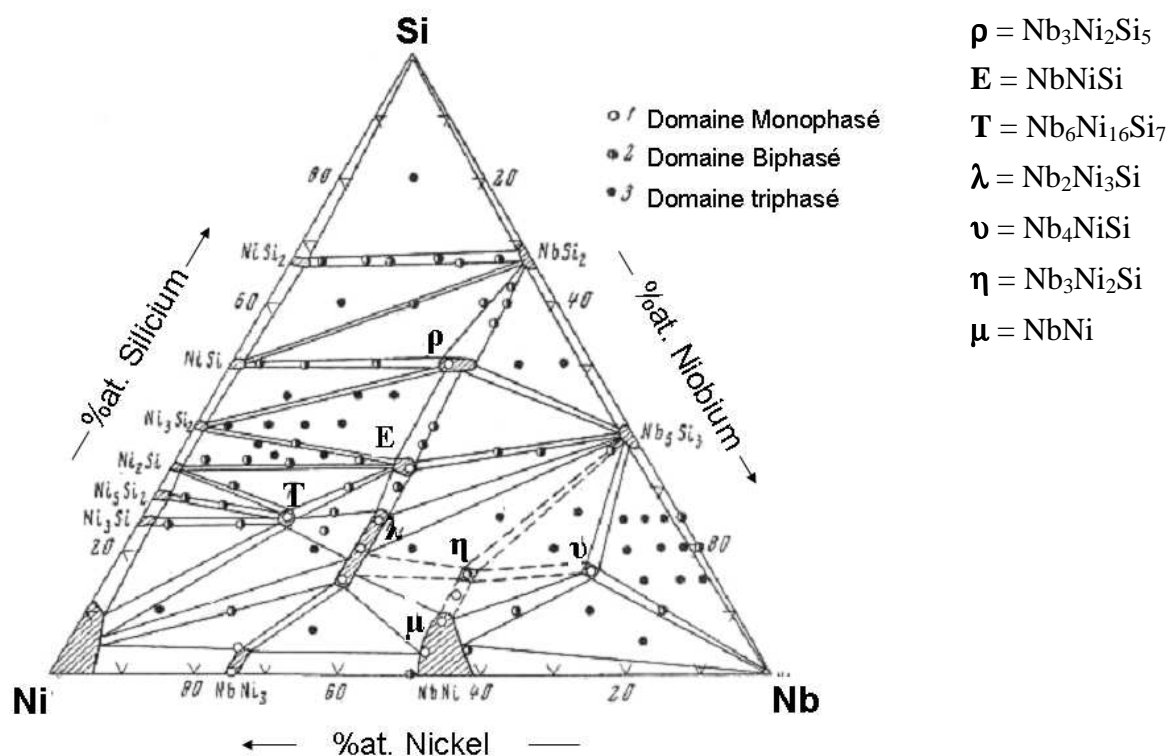 Si
ρ = Nb₃Ni₂Si₅
E = NbNiSi
T = Nb₆Ni₁₆Si₇
λ = Nb₂Ni₃Si
υ = Nb₄NiSi
η = Nb₃Ni₂Si
μ = NbNi
1 Domaine Monophasé
2 Domaine Biphasé
3 Domaine triphasé
80
20
NiSi₂
NbSi₂
%at. Silicium
60
40
%at. Niobium
NiSi
ρ
Ni₃Si₂
Nb₅Si₃
E
Ni₂Si
Ni₅Si₂
T
Ni₃Si
λ
20
η
υ
80
μ
Ni
80
NbNi₃
60
NbNi
40
20
Nb
%at. Nickel